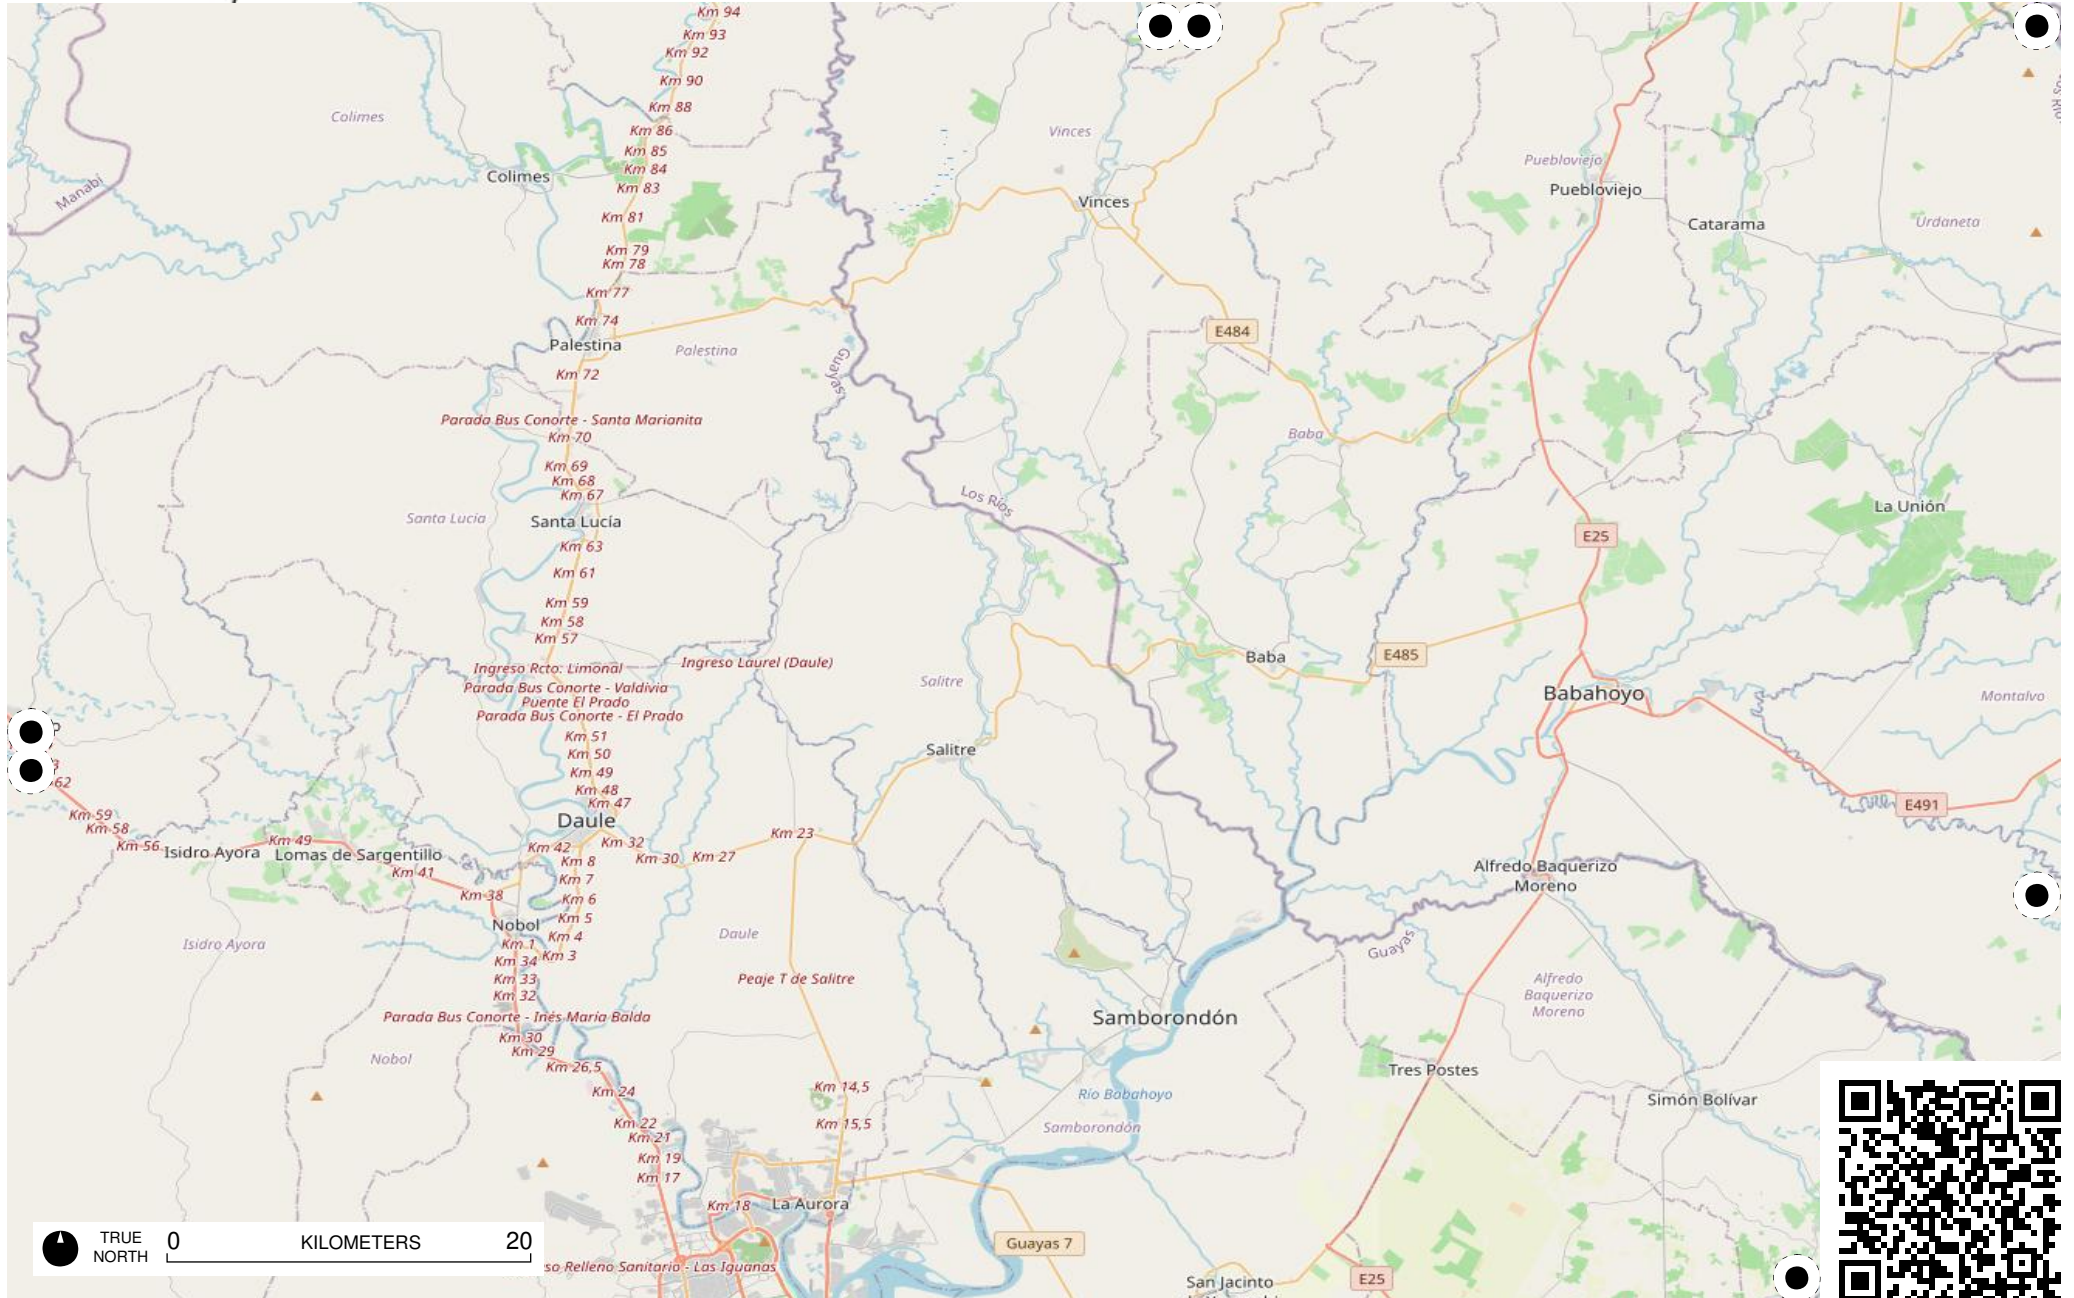 Km 94
Km 93
Km 92
Km 90
Km 88
Colimes
Km 86
Vinces
Km 85
Puebloviejo
Km 84
Colimes
Km 83
Puebloviejo
Manabí
Vinces
Km 81
Catarama
Urdaneta
Km 79
Km 78
Km 77
Km 74
E484
Palestina
Palestina
Guayas
Km 72
Parada Bus Conorte - Santa Marianita
Km 70
Baba
Km 69
Km 68
Km 67
Los Ríos
La Unión
Santa Lucía
Santa Lucía
E25
Km 63
Km 61
Km 59
Km 58
Km 57
Baba
E485
Ingreso Rcto. Limonal
Ingreso Laurel (Daule)
Salitre
Parada Bus Conorte - Valdivia
Babahoyo
Montalvo
Puente El Prado
Parada Bus Conorte - El Prado
Km 51
Salitre
Km 50
Km 49
62
Km 48
Km 47
E491
Km 59
Km 58
Daule
Km 23
Km 56
Isidro Ayora
Km 49
Lomas de Sargentillo
Km 42
Km 32
Km 30
Km 27
Km 8
Km 41
Alfredo Baquerizo
Moreno
Km 7
Km 38
Km 6
Km 5
Nobol
Km 4
Daule
Isidro Ayora
Km 1
Km 3
Guayas
Km 34
Km 33
Peaje T de Salitre
Alfredo
Baquerizo
Moreno
Km 32
Parada Bus Conorte - Inés María Balda
Samborondón
Km 30
Km 29
Nobol
Km 26,5
Tres Postes
Km 24
Km 14,5
Río Babahoyo
Simón Bolívar
Km 22
Km 15,5
Samborondón
Km 21
Km 19
Km 17
Km 18
La Aurora
TRUE
NORTH
0 KILOMETERS 20
Guayas 7
so Relleno Sanitario - Las Iguanas
San Jacinto
E25